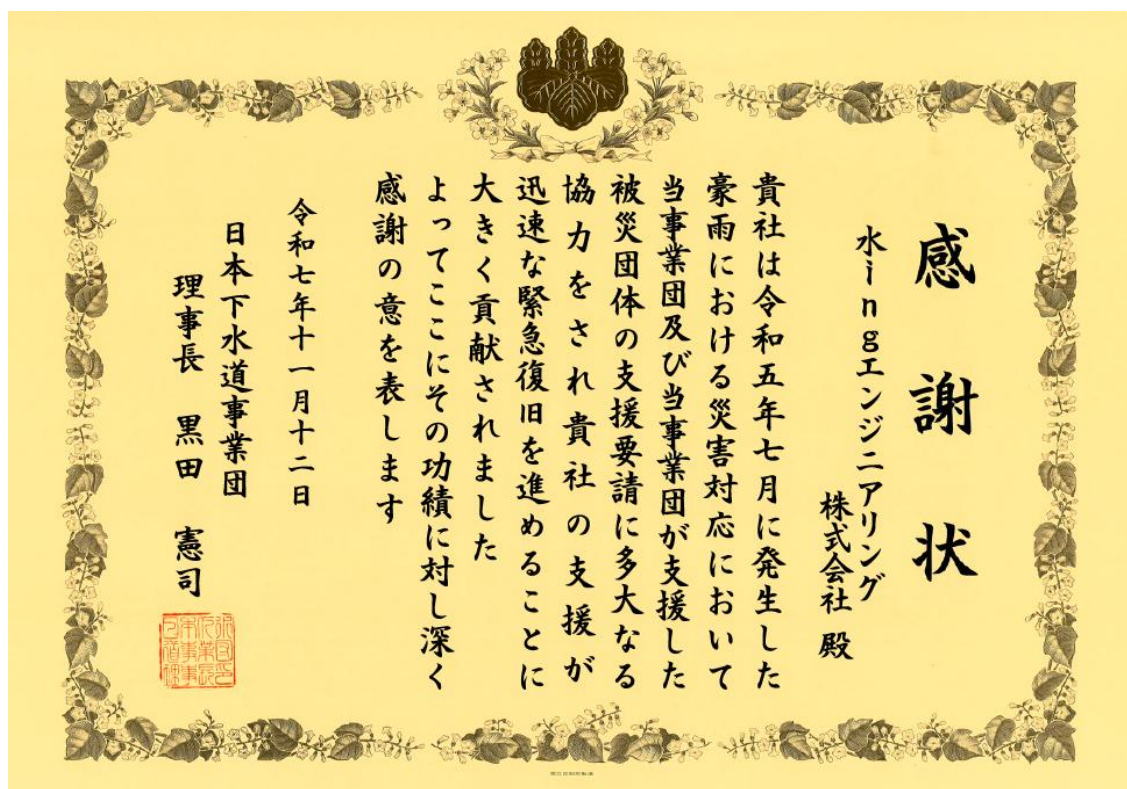 感謝状
水ingエンジニアリング
株式会社 殿
貴社は令和五年七月に発生した
豪雨における災害対応において
当事業団及び当事業団が支援した
被災団体の支援要請に多大なる
協力をされ貴社の支援が
迅速な緊急復旧を進めることに
大きく貢献されました
よってここにその功績に対し深く
感謝の意を表します
令和七年十一月十二日
日本下水道事業団
理事長 黒田 憲司